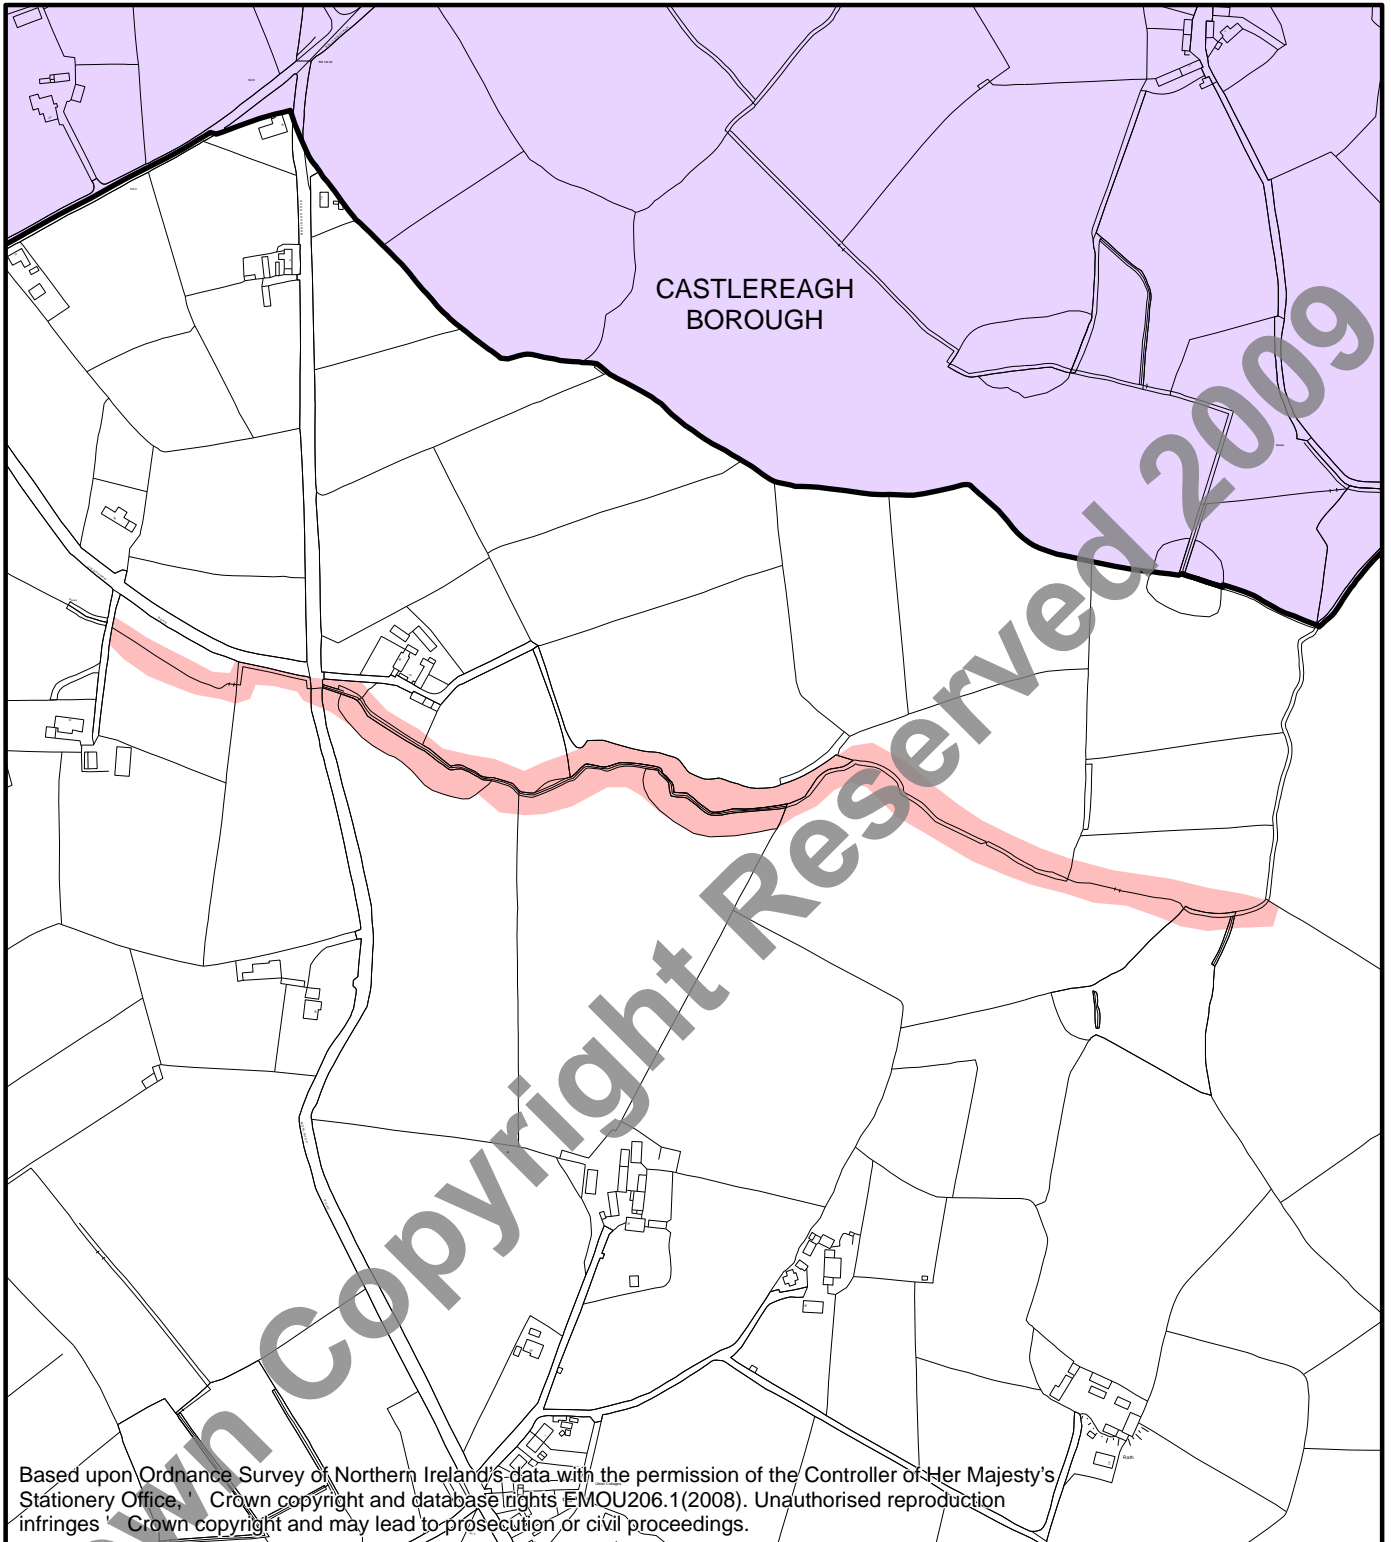 CASTLEREAGH
BOROUGH
own Copyright Reserved 2009
Rath
Based upon Ordnance Survey of Northern Ireland's data with the permission of the Controller of Her Majesty's
Stationery Office, ' Crown copyright and database rights EMOU206.1(2008). Unauthorised reproduction
infringes ' Crown copyright and may lead to prosecution or civil proceedings.